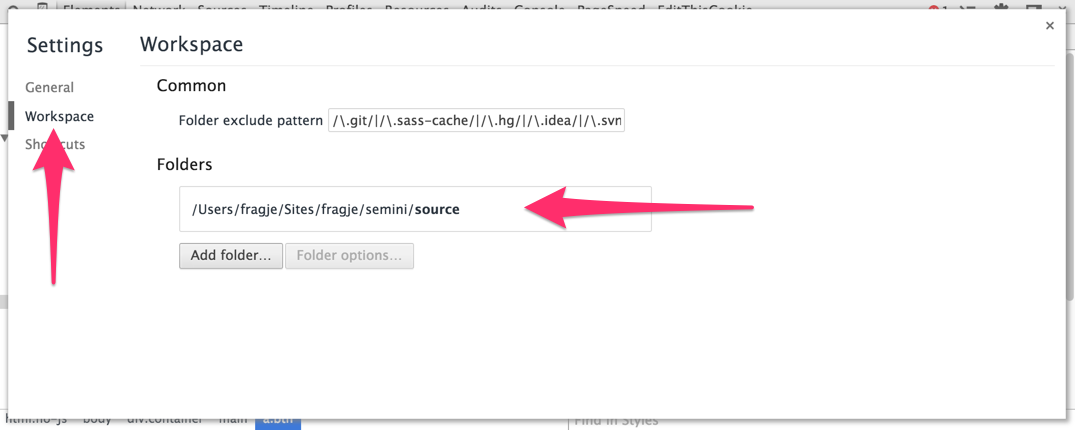 Elements Network Sources Timeline Profiles Resources Audits Console PageSpeed EditThisCookie 1
Settings
Workspace
×
General
Workspace
Shortcuts
Common
Folder exclude pattern /\.git/|/\.sass-cache/|/\.hg/|/\.idea/|/\.svn
Folders
/Users/fragje/Sites/fragje/semini/source
Add folder...
Folder options...
html.no-js body div.container main a.btn
Find in Styles